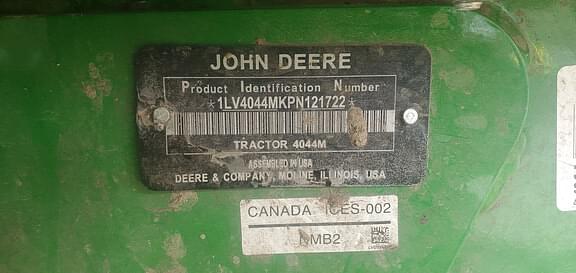 JOHN DEERE
Product Identification Number
*1LV4044MKPN121722*
TRACTOR 4044M
ASSEMBLED IN USA
DEERE & COMPANY, MOLINE, ILLINOIS, USA
CANADA ICES-002
NMB2